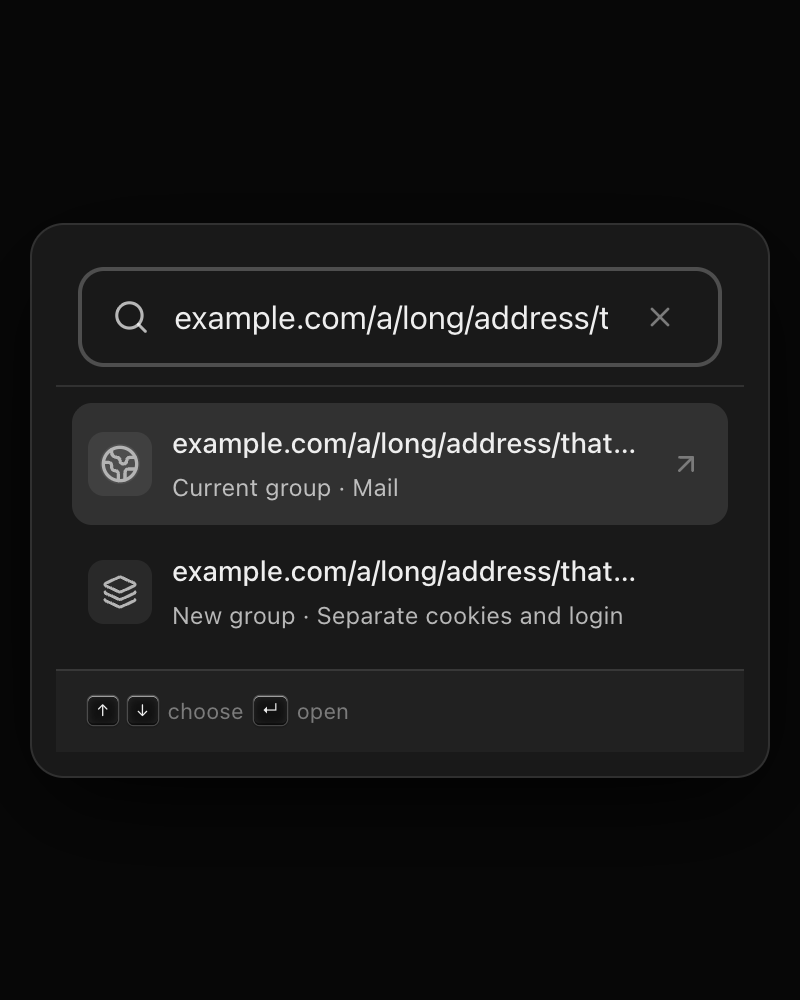 example.com/a/long/address/t
example.com/a/long/address/that...
Current group · Mail
example.com/a/long/address/that...
New group · Separate cookies and login
↑ ↓ choose ↵ open